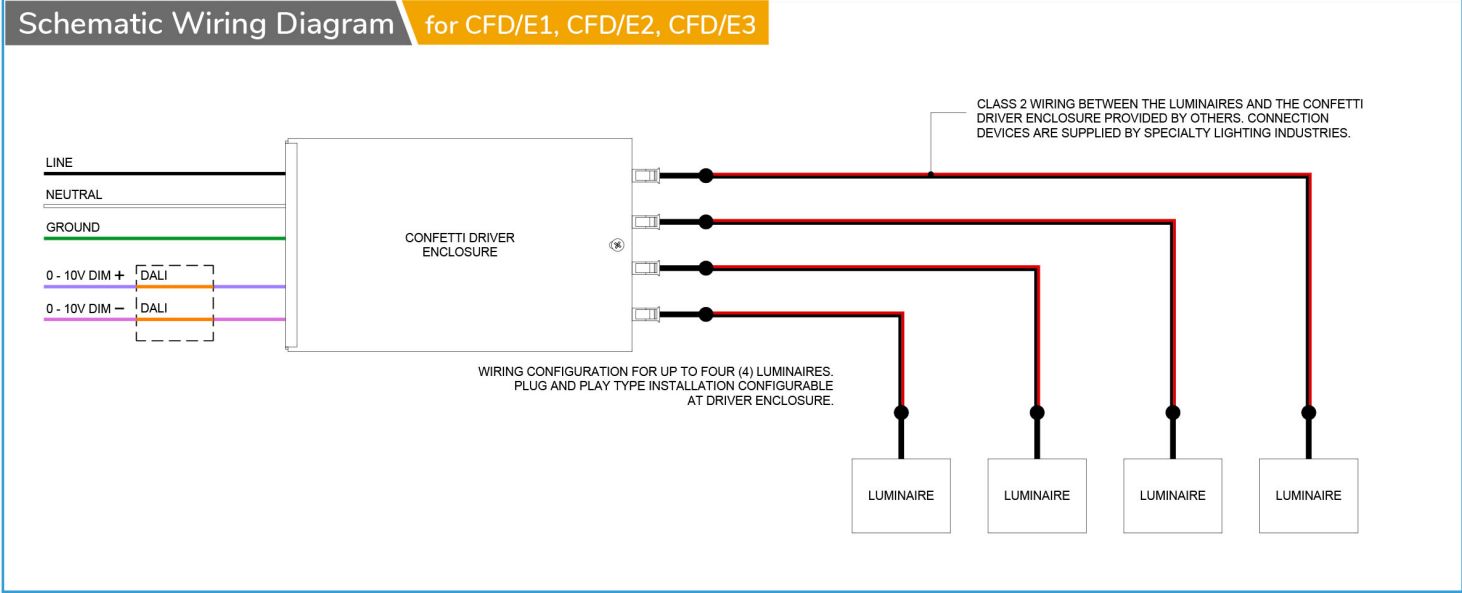 Schematic Wiring Diagram for CFD/E1, CFD/E2, CFD/E3
CLASS 2 WIRING BETWEEN THE LUMINAIRES AND THE CONFETTI
DRIVER ENCLOSURE PROVIDED BY OTHERS. CONNECTION
DEVICES ARE SUPPLIED BY SPECIALTY LIGHTING INDUSTRIES.
LINE
NEUTRAL
GROUND
0 - 10V DIM + DALI
0 - 10V DIM − DALI
CONFETTI DRIVER
ENCLOSURE
WIRING CONFIGURATION FOR UP TO FOUR (4) LUMINAIRES.
PLUG AND PLAY TYPE INSTALLATION CONFIGURABLE
AT DRIVER ENCLOSURE.
LUMINAIRE LUMINAIRE LUMINAIRE LUMINAIRE